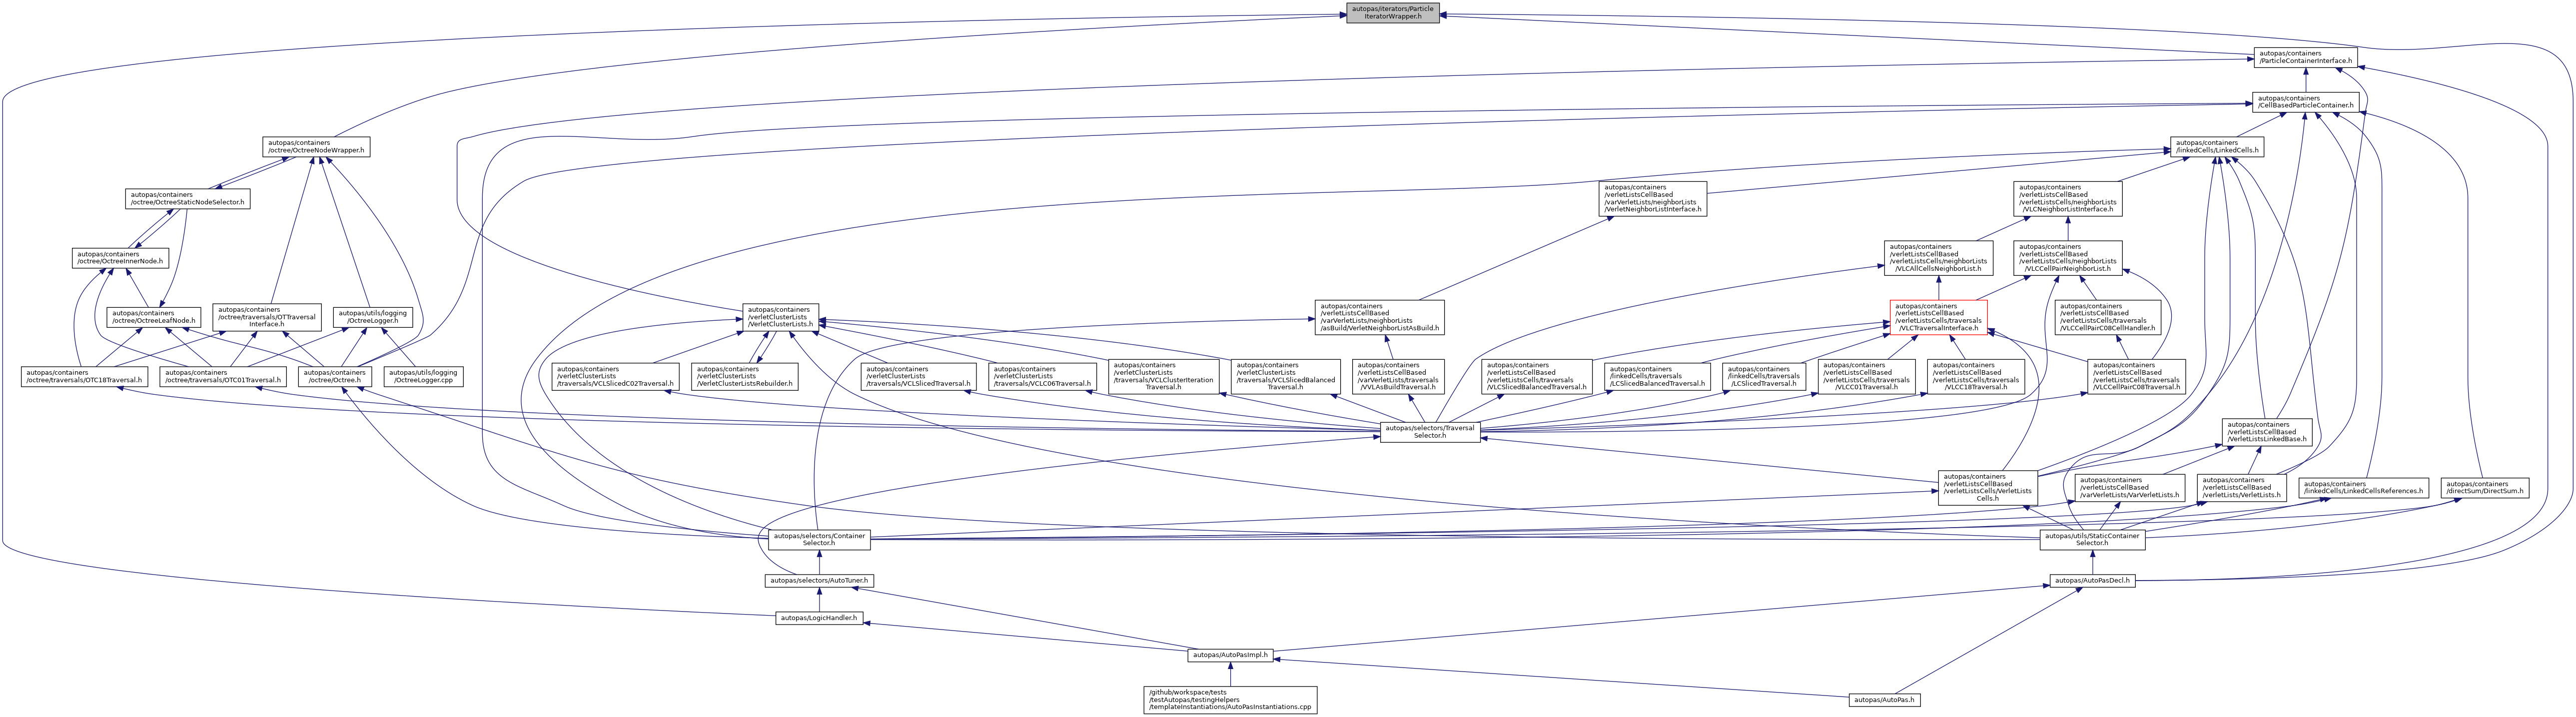 autopas/iterators/Particle
IteratorWrapper.h
autopas/containers
/ParticleContainerInterface.h
autopas/containers
/CellBasedParticleContainer.h
autopas/containers
/octree/OctreeNodeWrapper.h
autopas/containers
/linkedCells/LinkedCells.h
autopas/containers
/octree/OctreeStaticNodeSelector.h
autopas/containers
/verletListsCellBased
/varVerletLists/neighborLists
/VerletNeighborListInterface.h
autopas/containers
/verletListsCellBased
/verletListsCells/neighborLists
/VLCNeighborListInterface.h
autopas/containers
/octree/OctreeInnerNode.h
autopas/containers
/verletListsCellBased
/verletListsCells/neighborLists
/VLCAllCellsNeighborList.h
autopas/containers
/verletListsCellBased
/verletListsCells/neighborLists
/VLCCellPairNeighborList.h
autopas/containers
/octree/OctreeLeafNode.h
autopas/containers
/octree/traversals/OTTraversal
Interface.h
autopas/utils/logging
/OctreeLogger.h
autopas/containers
/verletClusterLists
/VerletClusterLists.h
autopas/containers
/verletListsCellBased
/varVerletLists/neighborLists
/asBuild/VerletNeighborListAsBuild.h
autopas/containers
/verletListsCellBased
/verletListsCells/traversals
/VLCTraversalInterface.h
autopas/containers
/verletListsCellBased
/verletListsCells/traversals
/VLCCellPairC08CellHandler.h
autopas/containers
/octree/traversals/OTC18Traversal.h
autopas/containers
/octree/traversals/OTC01Traversal.h
autopas/containers
/octree/Octree.h
autopas/utils/logging
/OctreeLogger.cpp
autopas/containers
/verletClusterLists
/traversals/VCLSlicedC02Traversal.h
autopas/containers
/verletClusterLists
/VerletClusterListsRebuilder.h
autopas/containers
/verletClusterLists
/traversals/VCLSlicedTraversal.h
autopas/containers
/verletClusterLists
/traversals/VCLC06Traversal.h
autopas/containers
/verletClusterLists
/traversals/VCLClusterIteration
Traversal.h
autopas/containers
/verletClusterLists
/traversals/VCLSlicedBalanced
Traversal.h
autopas/containers
/verletListsCellBased
/varVerletLists/traversals
/VVLAsBuildTraversal.h
autopas/containers
/verletListsCellBased
/verletListsCells/traversals
/VLCSlicedBalancedTraversal.h
autopas/containers
/linkedCells/traversals
/LCSlicedBalancedTraversal.h
autopas/containers
/linkedCells/traversals
/LCSlicedTraversal.h
autopas/containers
/verletListsCellBased
/verletListsCells/traversals
/VLCC01Traversal.h
autopas/containers
/verletListsCellBased
/verletListsCells/traversals
/VLCC18Traversal.h
autopas/containers
/verletListsCellBased
/verletListsCells/traversals
/VLCCellPairC08Traversal.h
autopas/selectors/Traversal
Selector.h
autopas/containers
/verletListsCellBased
/VerletListsLinkedBase.h
autopas/containers
/verletListsCellBased
/verletListsCells/VerletLists
Cells.h
autopas/containers
/verletListsCellBased
/varVerletLists/VarVerletLists.h
autopas/containers
/verletListsCellBased
/verletLists/VerletLists.h
autopas/containers
/linkedCells/LinkedCellsReferences.h
autopas/containers
/directSum/DirectSum.h
autopas/selectors/Container
Selector.h
autopas/utils/StaticContainer
Selector.h
autopas/selectors/AutoTuner.h
autopas/AutoPasDecl.h
autopas/LogicHandler.h
autopas/AutoPasImpl.h
/github/workspace/tests
/testAutopas/testingHelpers
/templateInstantiations/AutoPasInstantiations.cpp
autopas/AutoPas.h